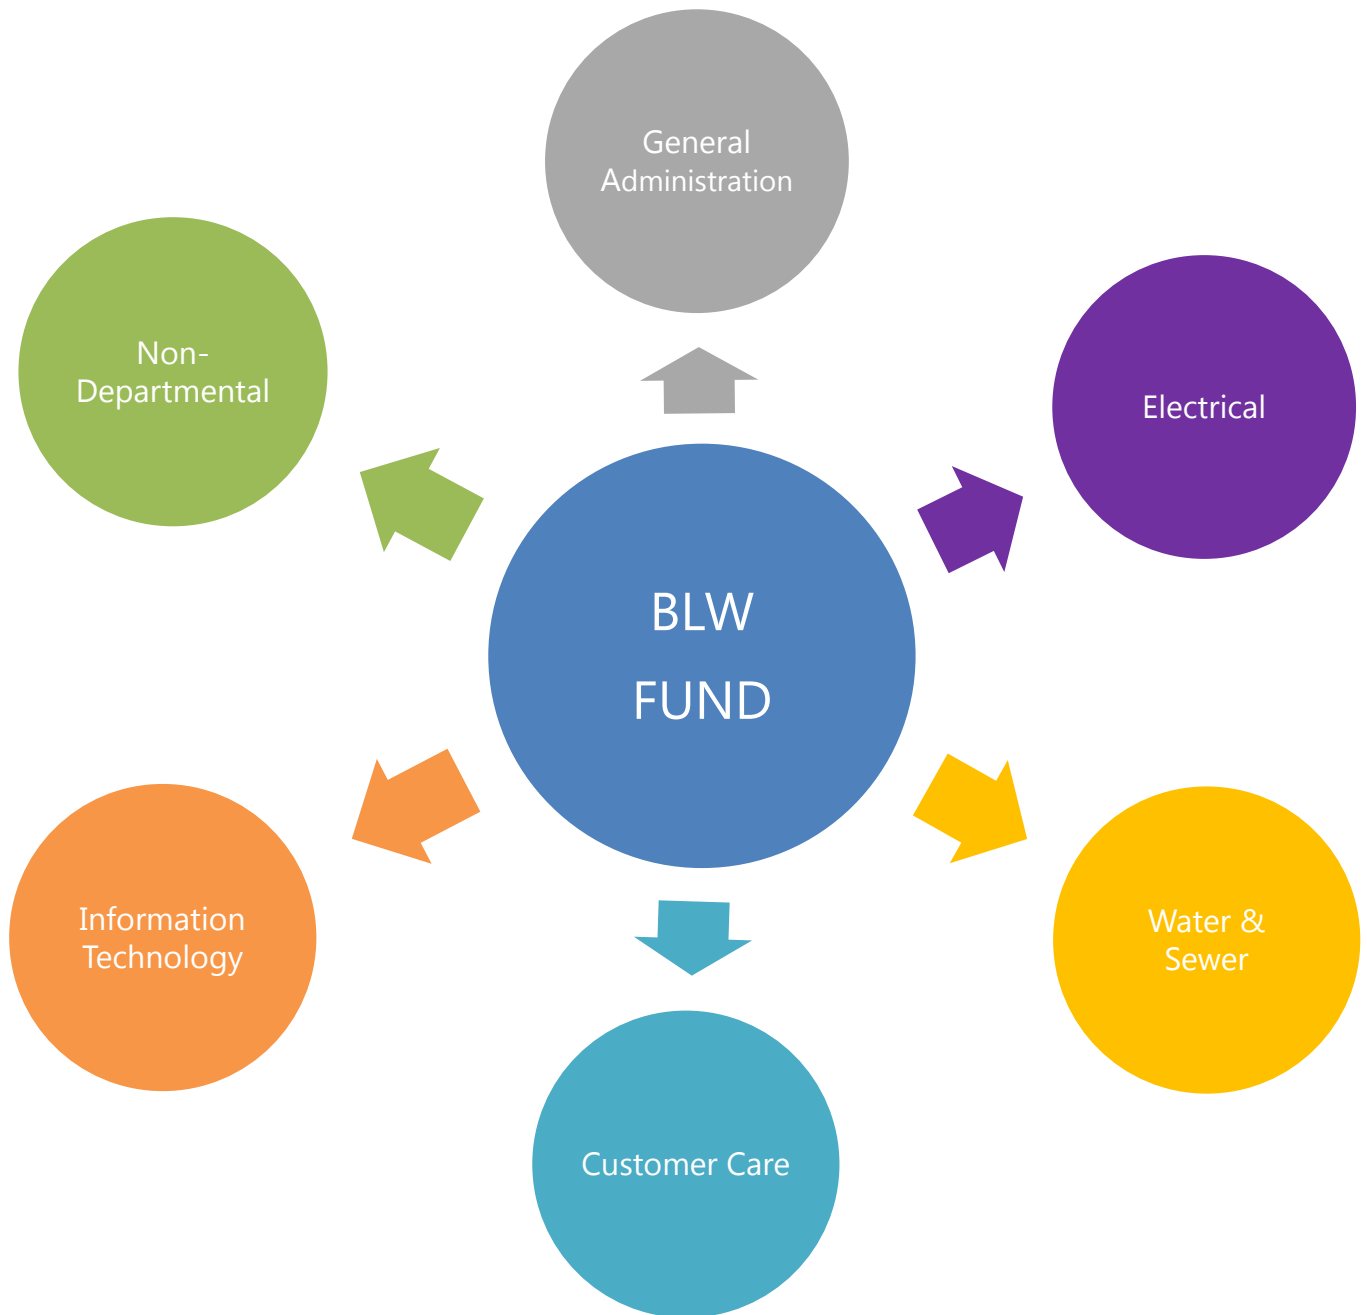 General
Administration
Non-
Departmental
Electrical
BLW
FUND
Information
Technology
Water &
Sewer
Customer Care